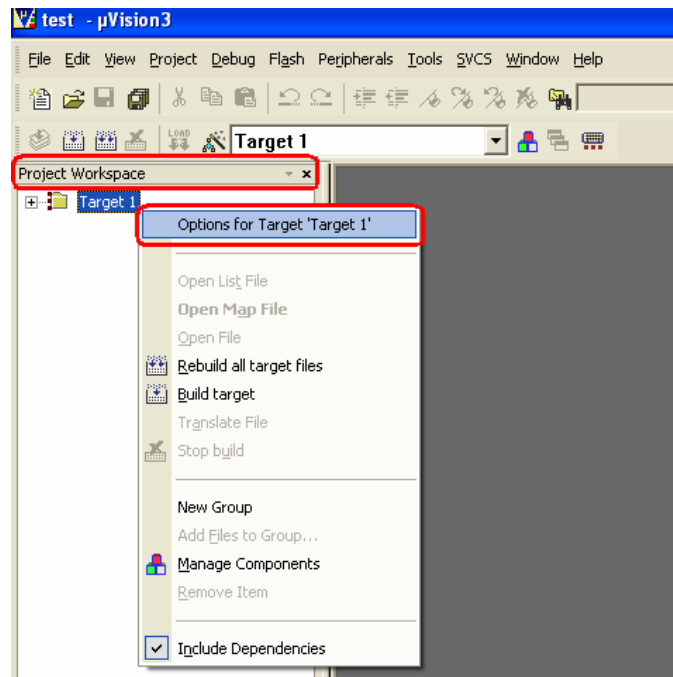 test - µVision3
File Edit View Project Debug Flash Peripherals Tools SVCS Window Help
LOAD Target 1
Project Workspace
Target 1
Options for Target 'Target 1'
Open List File
Open Map File
Open File
Rebuild all target files
Build target
Translate File
Stop build
New Group
Add Files to Group...
Manage Components
Remove Item
Include Dependencies